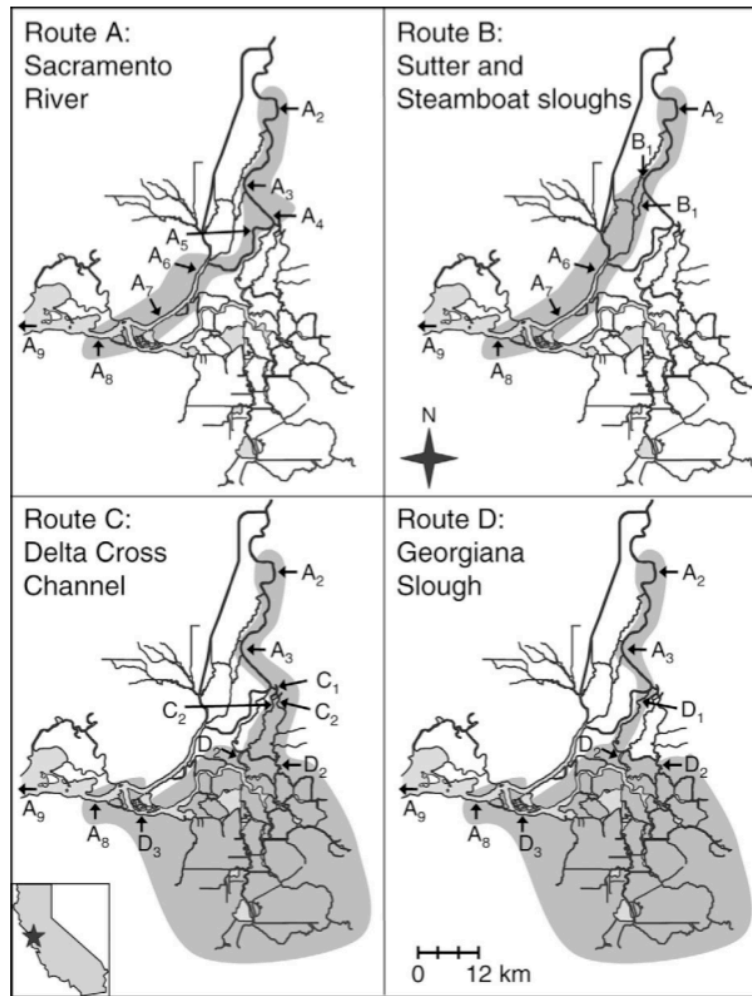 Route A:
Sacramento
River
A2
A3
A4
A5
A6
A7
A8
A9
Route B:
Sutter and
Steamboat sloughs
A2
B1
B1
A6
A7
A8
A9
N
Route C:
Delta Cross
Channel
A2
A3
C1
C2
C2
D2
A9
A8
D3
Route D:
Georgiana
Slough
A2
A3
D1
D2
A9
A8
D3
0 12 km